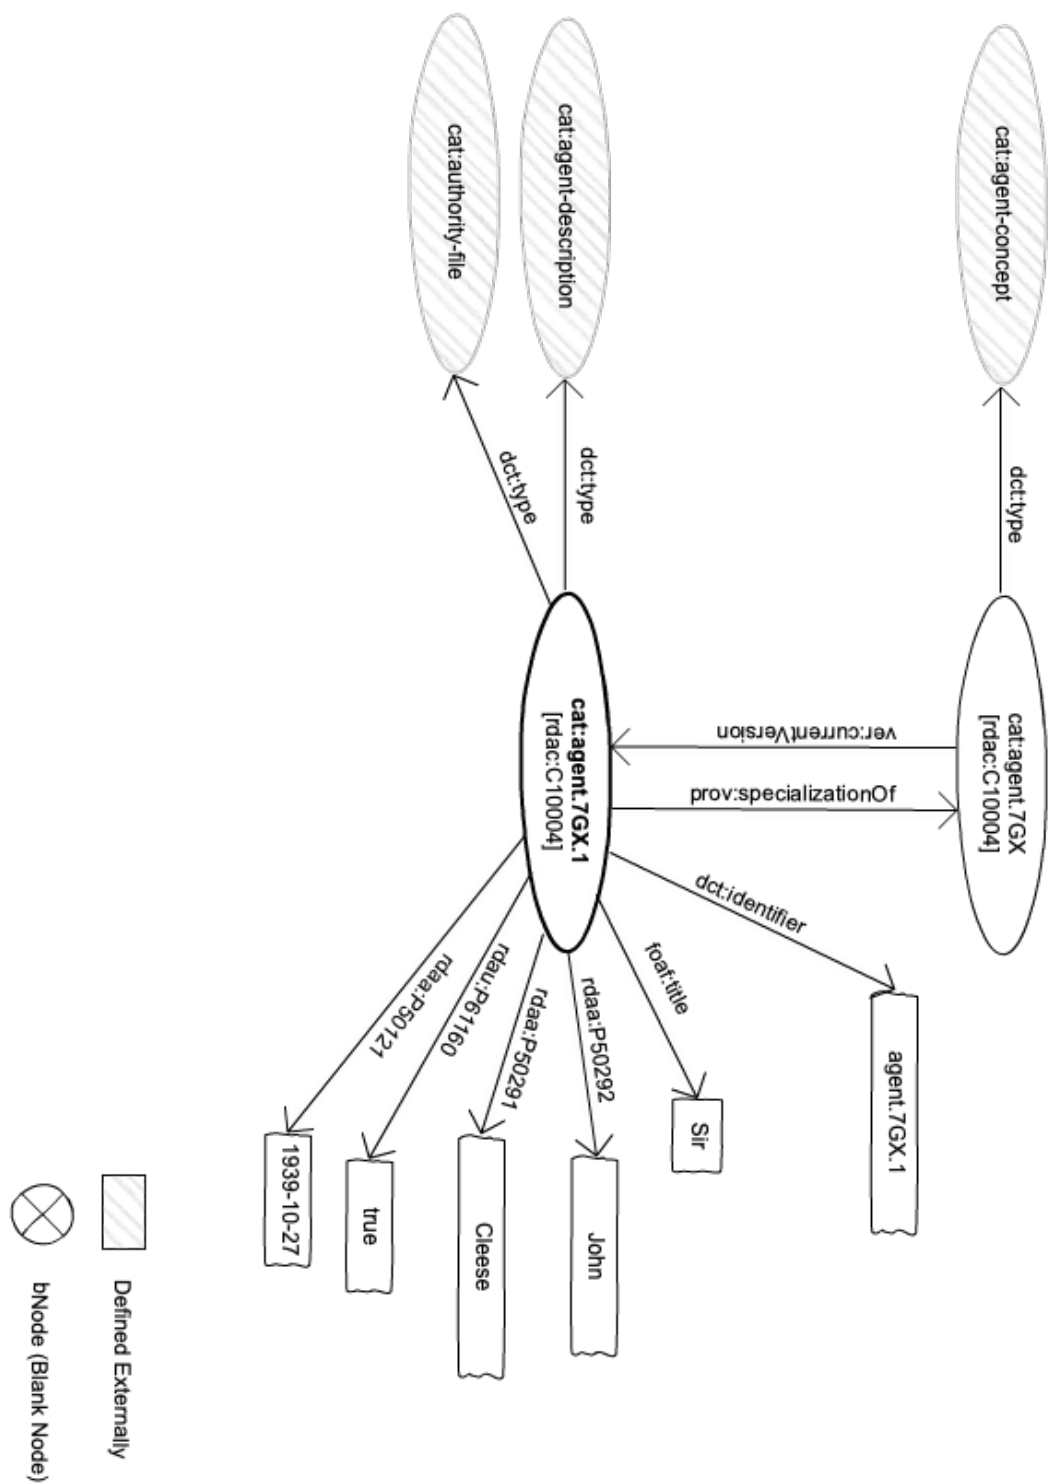 cat:agent-concept
dct:type
cat:agent.7GX
[rdac:C10004]
ver:currentVersion
prov:specializationOf
agent.7GX.1
dct:identifier
cat:agent-description
dct:type
cat:agent.7GX.1
[rdac:C10004]
foaf:title
Sir
rdaa:P50292
John
cat:authority-file
dct:type
rdaa:P50291
Cleese
rdau:P61160
true
rdaa:P50121
1939-10-27
Defined Externally
bNode (Blank Node)